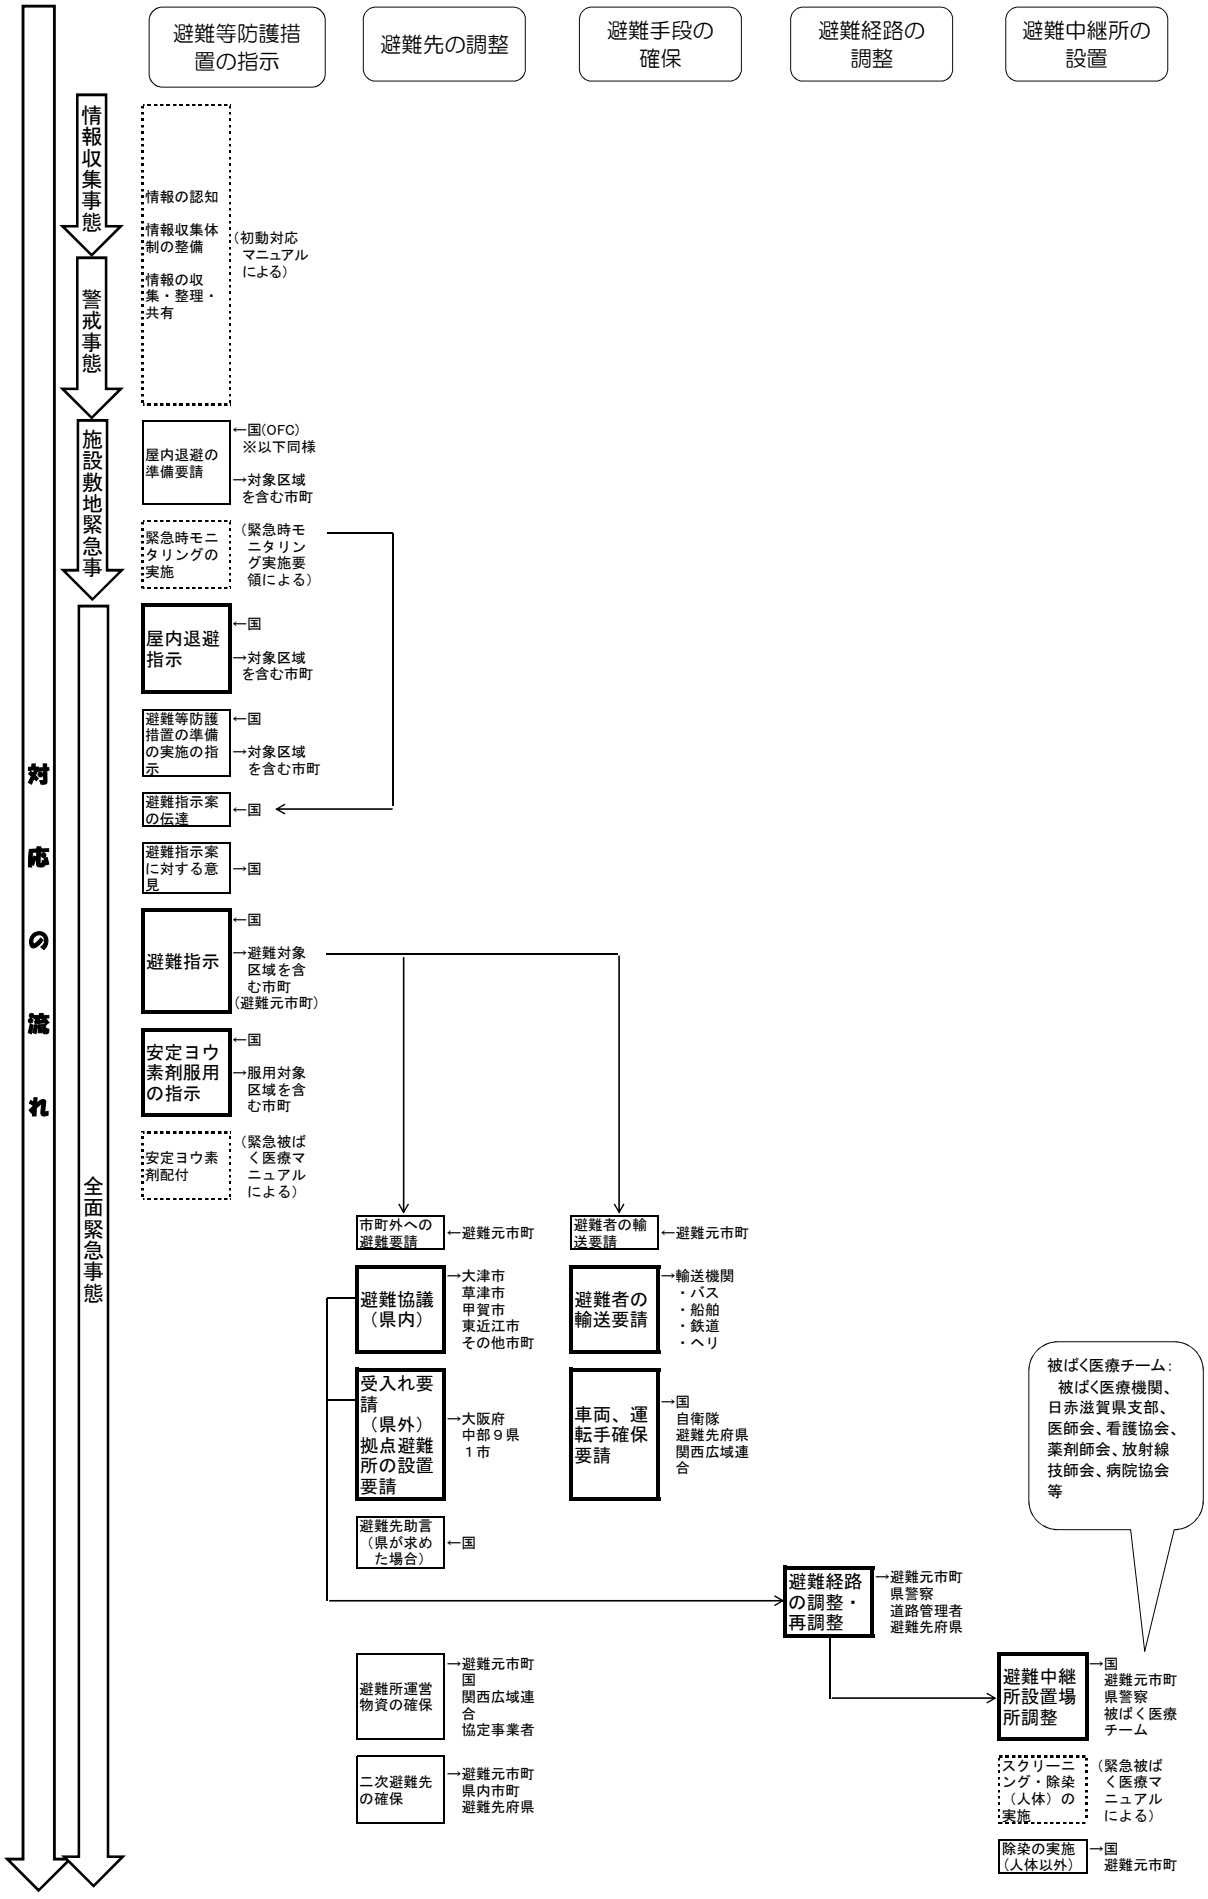 避難等防護措
置の指示
避難先の調整
避難手段の
確保
避難経路の
調整
避難中継所の
設置
対応の流れ
情報収集事態
警戒事態
施設敷地緊急事
全面緊急事態
情報の認知
情報収集体
制の整備
情報の収
集・整理・
共有
(初動対応
マニュアル
による)
屋内退避の
準備要請
←国(OFC)
※以下同様
→対象区域
を含む市町
緊急時モニ
タリングの
実施
(緊急時モ
ニタリン
グ実施要
領による)
屋内退避
指示
←国
→対象区域
を含む市町
避難等防護
措置の準備
の実施の指
示
←国
→対象区域
を含む市町
避難指示案
の伝達
←国
避難指示案
に対する意
見
→国
避難指示
←国
→避難対象
区域を含
む市町
(避難元市町)
安定ヨウ
素剤服用
の指示
←国
→服用対象
区域を含
む市町
安定ヨウ素
剤配付
(緊急被ば
く医療マ
ニュアル
による)
市町外への
避難要請
←避難元市町
避難協議
(県内)
→大津市
草津市
甲賀市
東近江市
その他市町
受入れ要
請
(県外)
拠点避難
所の設置
要請
→大阪府
中部9県
1市
避難先助言
(県が求め
た場合)
←国
避難所運営
物資の確保
→避難元市町
国
関西広域連
合
協定事業者
二次避難先
の確保
→避難元市町
県内市町
避難先府県
避難者の輸
送要請
←避難元市町
避難者の
輸送要請
→輸送機関
・バス
・船舶
・鉄道
・ヘリ
車両、運
転手確保
要請
→国
自衛隊
避難先府県
関西広域連
合
避難経路
の調整・
再調整
→避難元市町
県警察
道路管理者
避難先府県
被ばく医療チーム:
被ばく医療機関、
日赤滋賀県支部、
医師会、看護協会、
薬剤師会、放射線
技師会、病院協会
等
避難中継
所設置場
所調整
→国
避難元市町
県警察
被ばく医療
チーム
スクリーニ
ング・除染
(人体)の
実施
(緊急被ば
く医療マ
ニュアル
による)
除染の実施
(人体以外)
→国
避難元市町